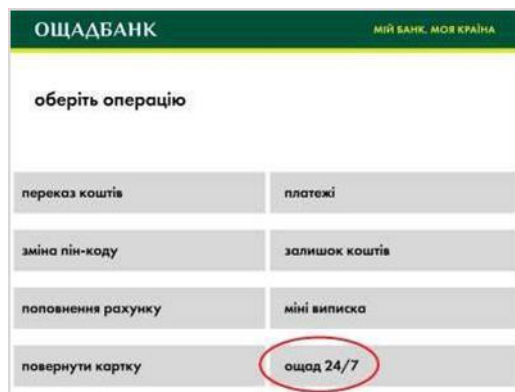 ОЩАДБАНК
МІЙ БАНК. МОЯ КРАЇНА
оберіть операцію
переказ коштів
платежі
зміна пін-коду
залишок коштів
поповнення рахунку
міні виписка
повернути картку
ощад 24/7